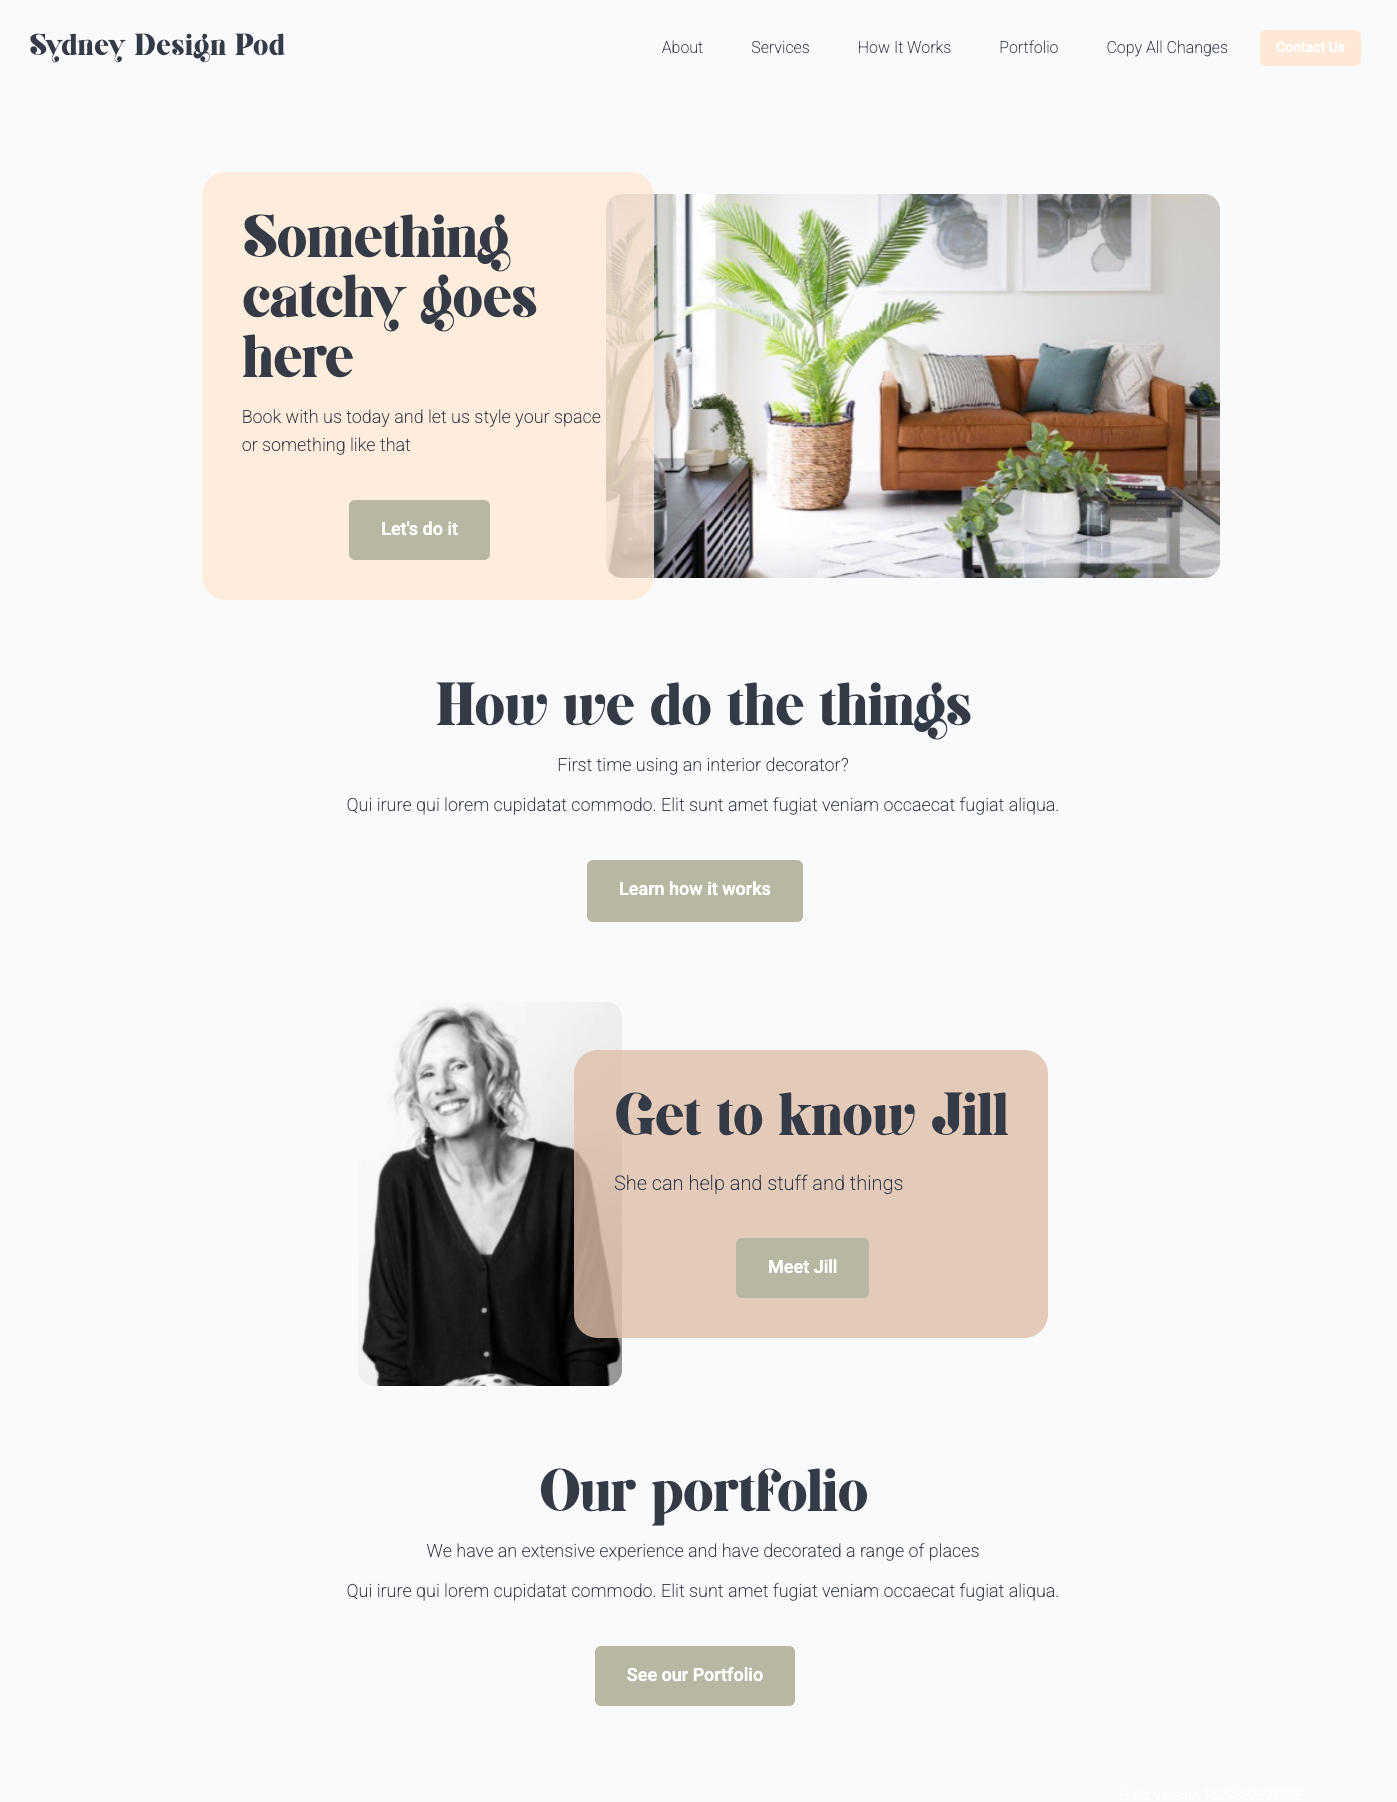 Sydney Design Pod
About Services How It Works Portfolio Copy All Changes Contact Us
Something
catchy goes
here
Book with us today and let us style your space
or something like that
Let's do it
How we do the things
First time using an interior decorator?
Qui irure qui lorem cupidatat commodo. Elit sunt amet fugiat veniam occaecat fugiat aliqua.
Learn how it works
Get to know Jill
She can help and stuff and things
Meet Jill
Our portfolio
We have an extensive experience and have decorated a range of places
Qui irure qui lorem cupidatat commodo. Elit sunt amet fugiat veniam occaecat fugiat aliqua.
See our Portfolio